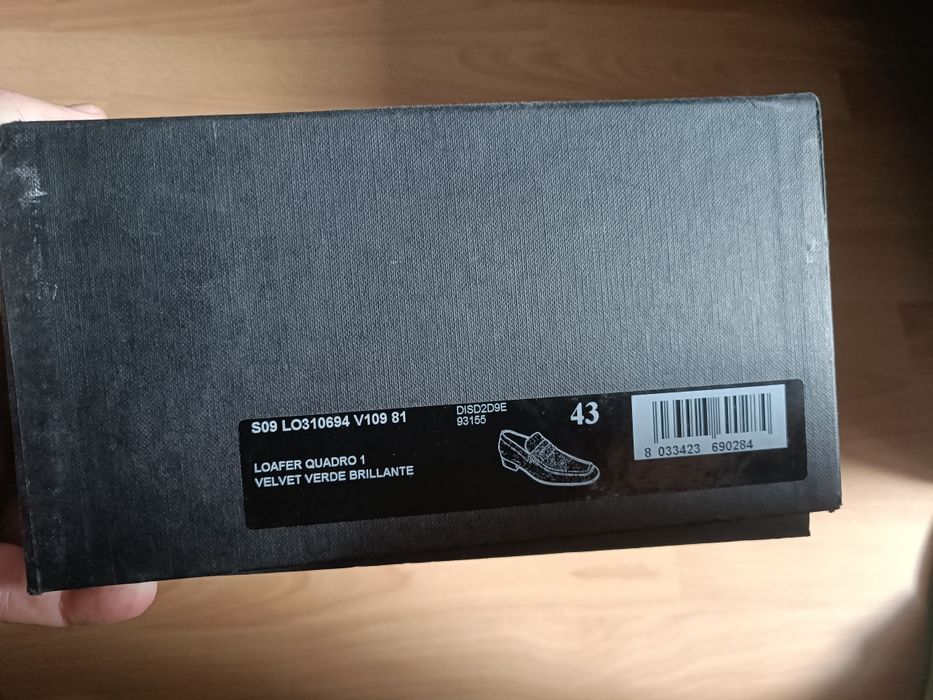 S09 LO310694 V109 81
LOAFER QUADRO 1
VELVET VERDE BRILLANTE
DISD2D9E
93155
43
8 033423 690284